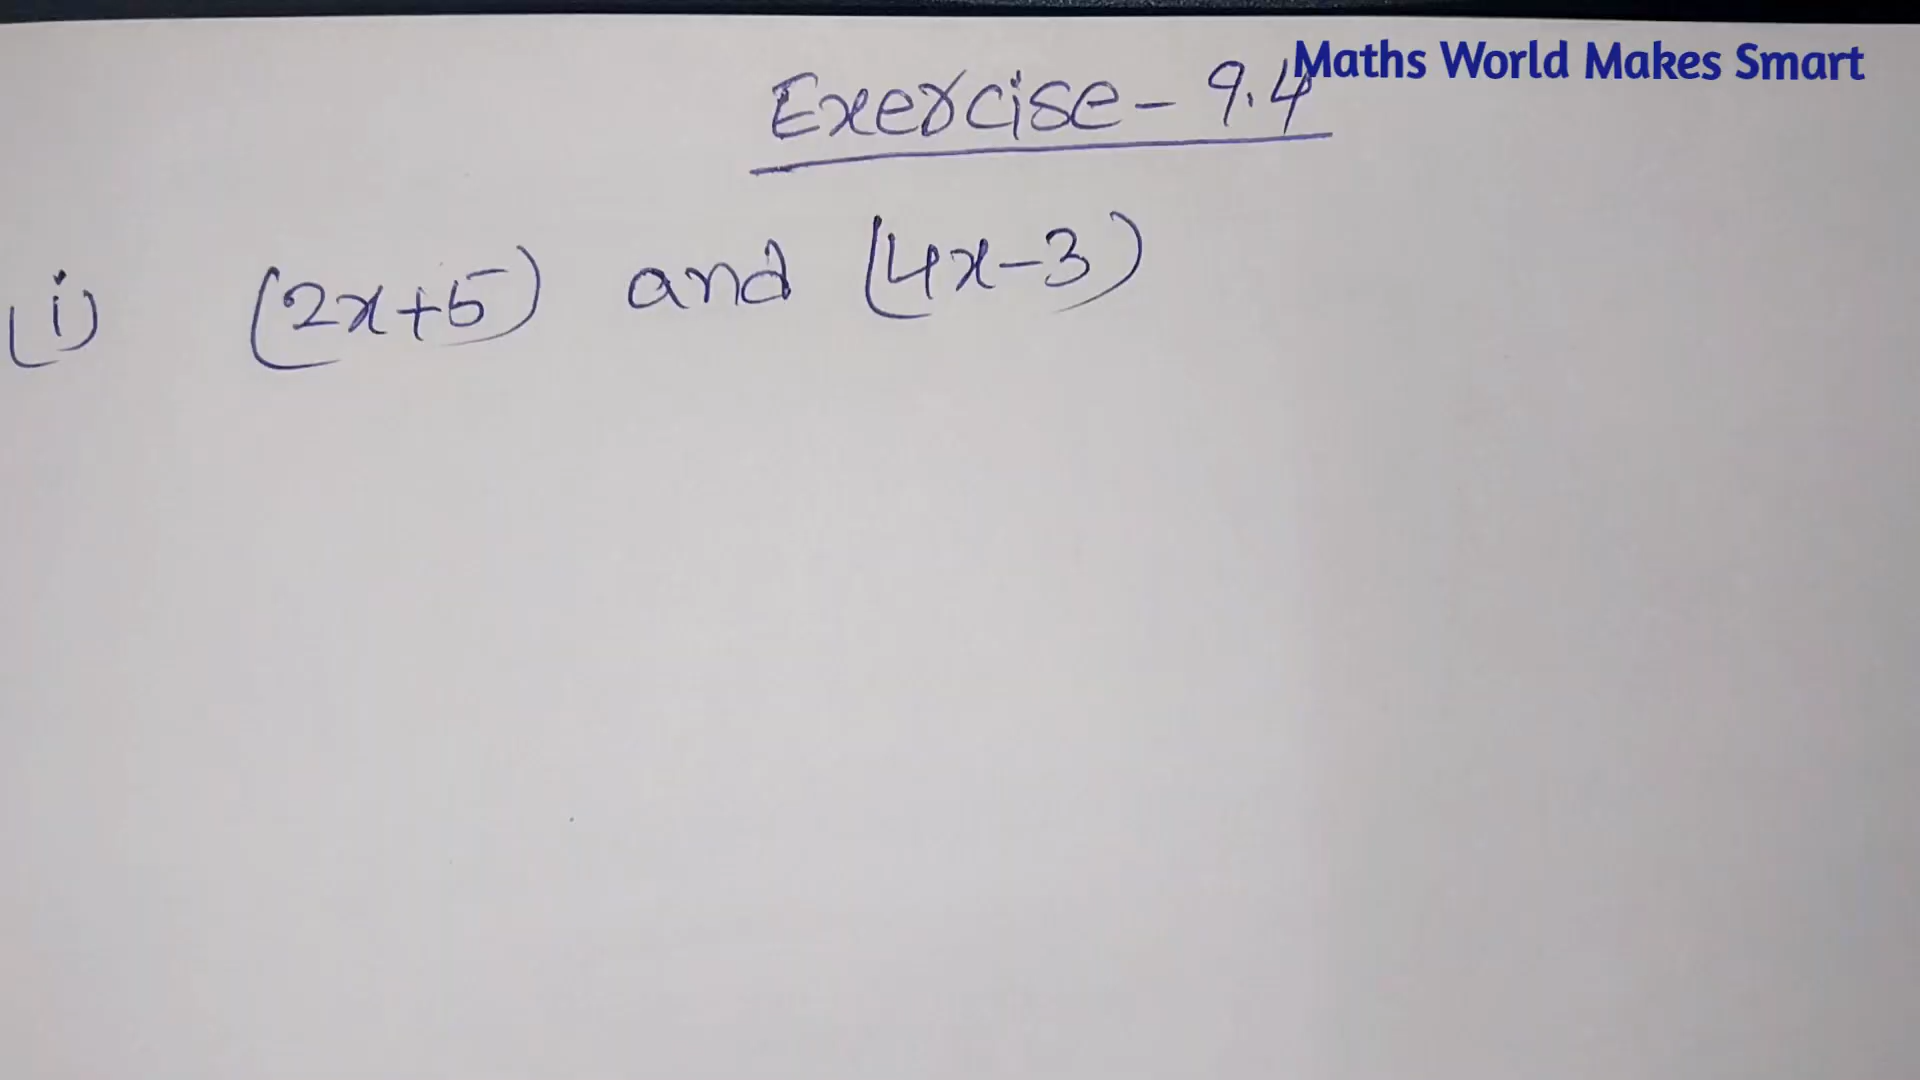 Maths World Makes Smart
Exercise - 9.4
(i) (2x+5) and (4x-3)